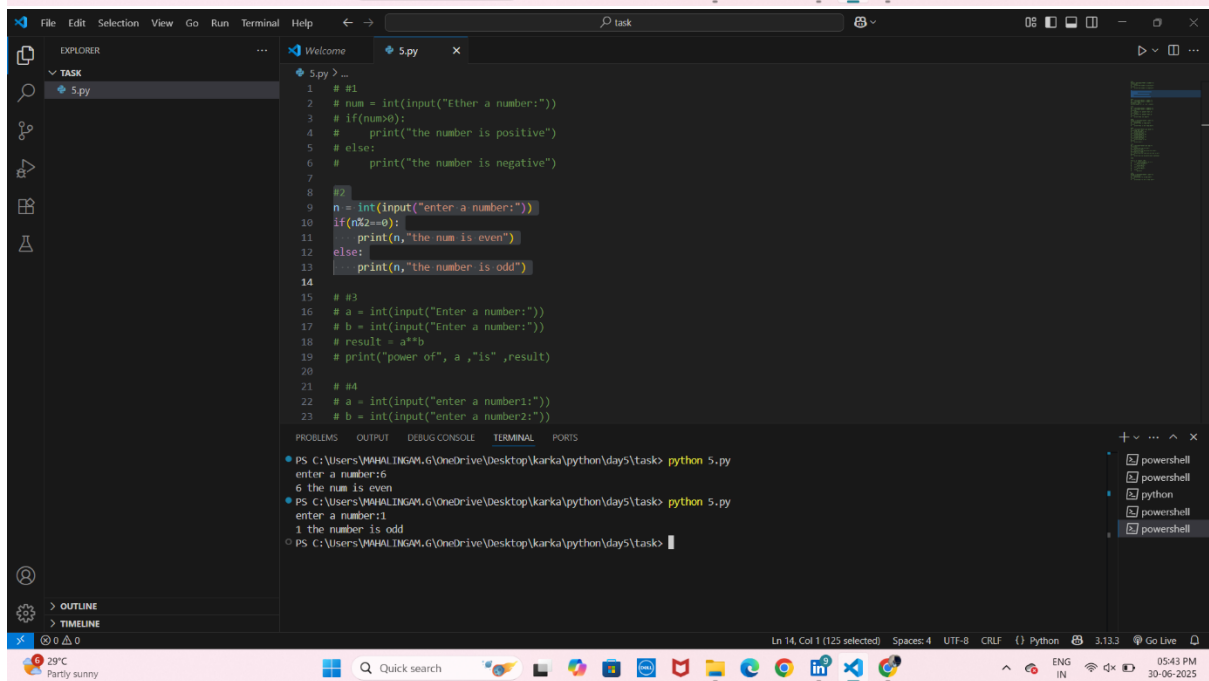 File Edit Selection View Go Run Terminal Help
task
EXPLORER
Welcome
5.py
TASK
5.py
5.py > ...
1 # #1
2 # num = int(input("Ether a number:"))
3 # if(num>0):
4 #     print("the number is positive")
5 # else:
6 #     print("the number is negative")
7
8 #2
9 n = int(input("enter a number:"))
10 if(n%2==0):
11     print(n,"the num is even")
12 else:
13     print(n,"the number is odd")
14
15 # #3
16 # a = int(input("Enter a number:"))
17 # b = int(input("Enter a number:"))
18 # result = a**b
19 # print("power of", a ,"is" ,result)
20
21 # #4
22 # a = int(input("enter a number1:"))
23 # b = int(input("enter a number2:"))
PROBLEMS OUTPUT DEBUG CONSOLE TERMINAL PORTS
PS C:\Users\MAHALINGAM.G\OneDrive\Desktop\karka\python\day5\task> python 5.py
enter a number:6
6 the num is even
PS C:\Users\MAHALINGAM.G\OneDrive\Desktop\karka\python\day5\task> python 5.py
enter a number:1
1 the number is odd
PS C:\Users\MAHALINGAM.G\OneDrive\Desktop\karka\python\day5\task>
powershell
powershell
python
powershell
powershell
OUTLINE
TIMELINE
0 0
Ln 14, Col 1 (125 selected) Spaces: 4 UTF-8 CRLF {} Python 3.13.3 Go Live
6
29°C
Partly sunny
Quick search
DELL
in
9
ENG
IN
05:43 PM
30-06-2025